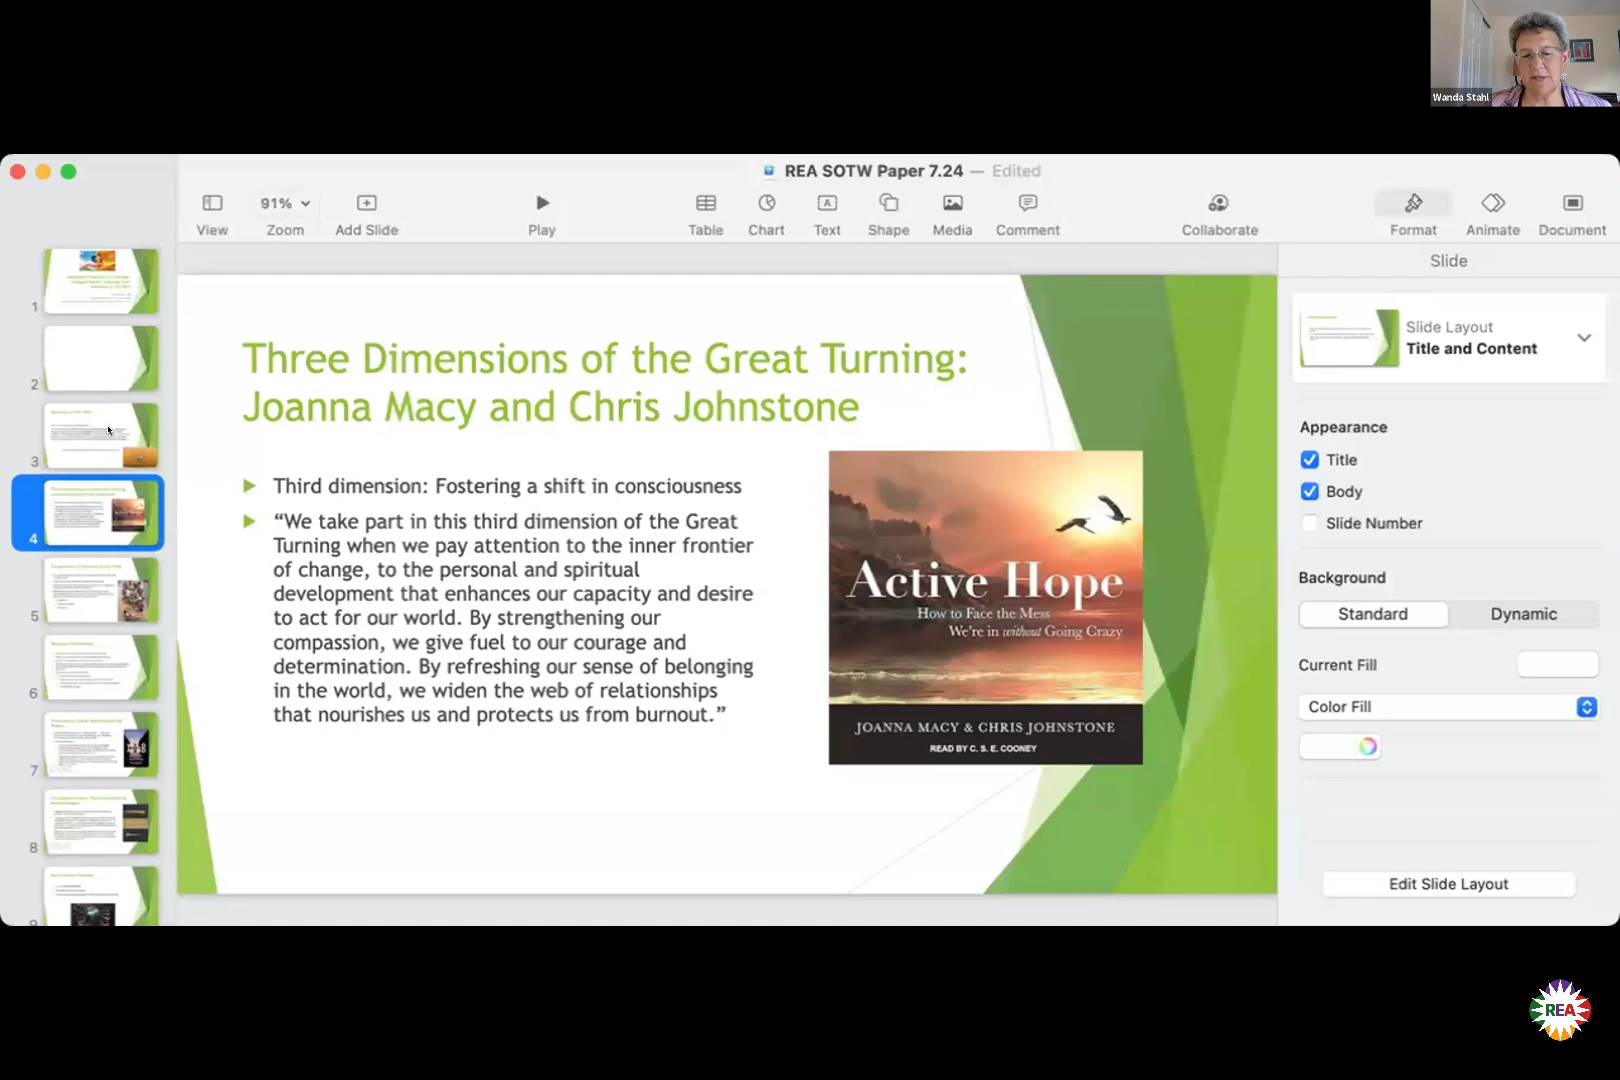 Wanda Stahl
REA SOTW Paper 7.24 — Edited
91%
View
Zoom
Add Slide
Play
Table
Chart
Text
Shape
Media
Comment
Collaborate
Format
Animate
Document
Slide
1
2
3
4
5
6
7
8
9
Three Dimensions of the Great Turning:
Joanna Macy and Chris Johnstone
Third dimension: Fostering a shift in consciousness
“We take part in this third dimension of the Great
Turning when we pay attention to the inner frontier
of change, to the personal and spiritual
development that enhances our capacity and desire
to act for our world. By strengthening our
compassion, we give fuel to our courage and
determination. By refreshing our sense of belonging
in the world, we widen the web of relationships
that nourishes us and protects us from burnout.”
Active Hope
How to Face the Mess
We're in without Going Crazy
JOANNA MACY & CHRIS JOHNSTONE
READ BY C. S. E. COONEY
Slide Layout
Title and Content
Appearance
Title
Body
Slide Number
Background
Standard
Dynamic
Current Fill
Color Fill
Edit Slide Layout
REA